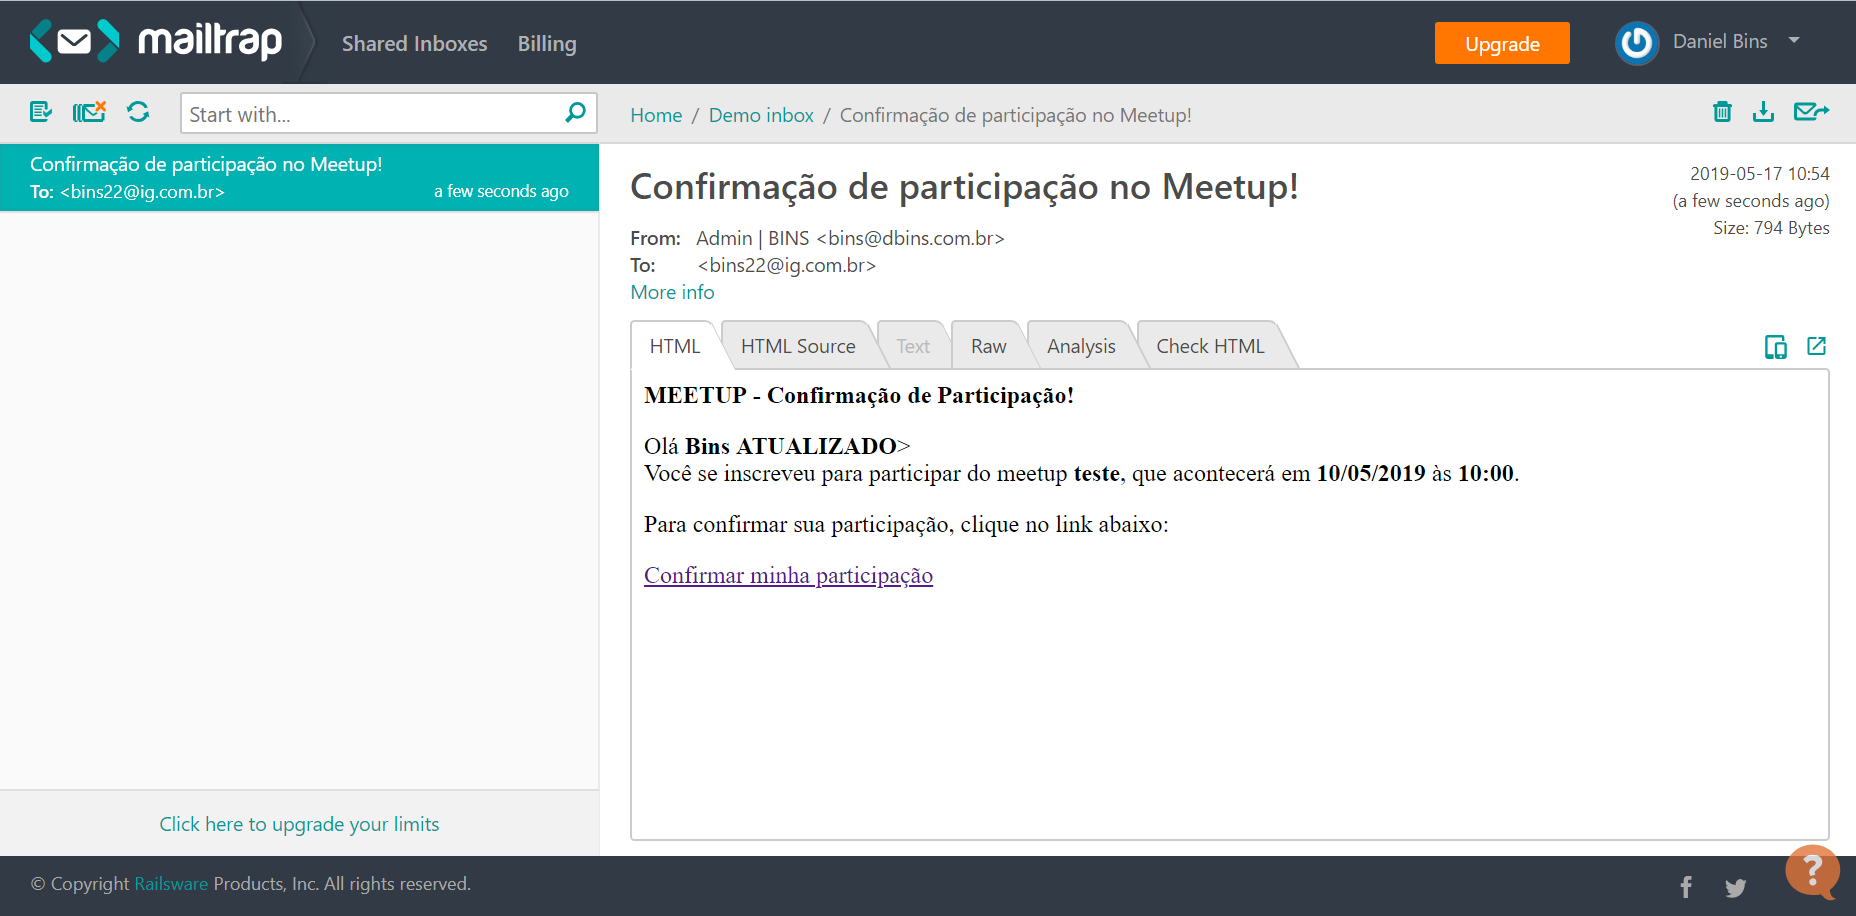 mailtrap
Shared Inboxes
Billing
Upgrade
Daniel Bins
Start with...
Home / Demo inbox / Confirmação de participação no Meetup!
Confirmação de participação no Meetup!
To: <bins22@ig.com.br>
a few seconds ago
Confirmação de participação no Meetup!
2019-05-17 10:54
(a few seconds ago)
Size: 794 Bytes
From: Admin | BINS <bins@dbins.com.br>
To: <bins22@ig.com.br>
More info
HTML
HTML Source
Text
Raw
Analysis
Check HTML
MEETUP - Confirmação de Participação!
Olá Bins ATUALIZADO>
Você se inscreveu para participar do meetup teste, que acontecerá em 10/05/2019 às 10:00.
Para confirmar sua participação, clique no link abaixo:
Confirmar minha participação
Click here to upgrade your limits
© Copyright Railsware Products, Inc. All rights reserved.
?